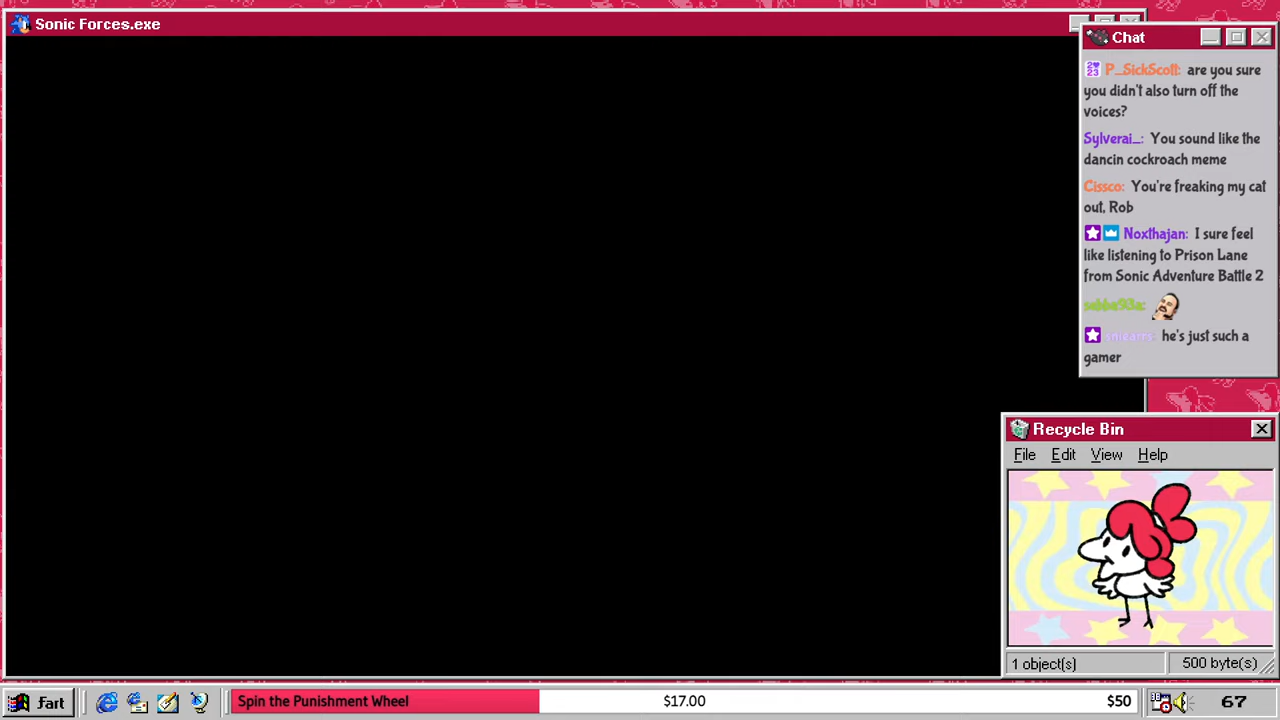 Sonic Forces.exe
Chat
P_SickScott: are you sure
you didn't also turn off the
voices?
Sylverai_: You sound like the
dancin cockroach meme
Cissco: You're freaking my cat
out, Rob
Noxthajan: I sure feel
like listening to Prison Lane
from Sonic Adventure Battle 2
he's just such a
gamer
Recycle Bin
File Edit View Help
1 object(s) 500 byte(s)
fart
Spin the Punishment Wheel $17.00 $50
67